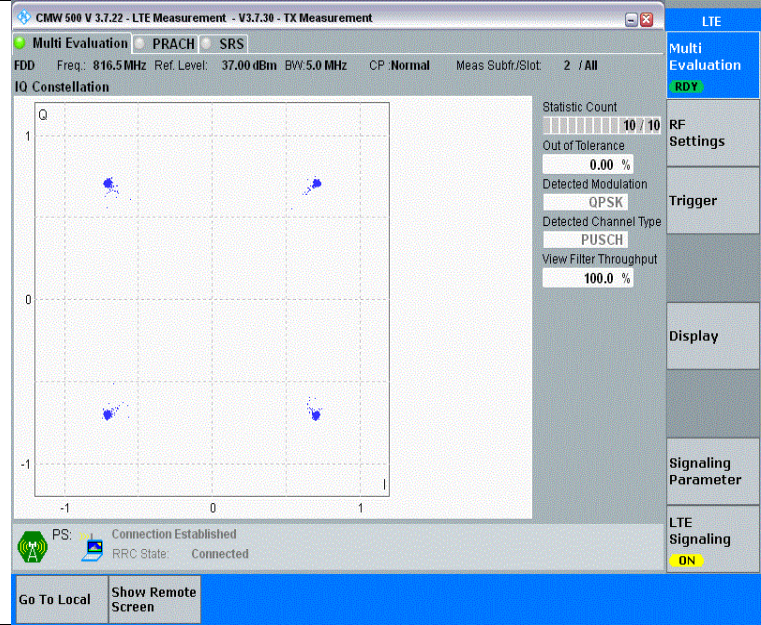 CMW 500 V 3.7.22 - LTE Measurement - V3.7.30 - TX Measurement
LTE
Multi Evaluation PRACH SRS
FDD Freq.: 816.5 MHz Ref. Level: 37.00 dBm BW: 5.0 MHz CP : Normal Meas Subfr./Slot: 2 / All
IQ Constellation
Q
1
0
-1
I
-1 0 1
Statistic Count
10 / 10
Out of Tolerance
0.00 %
Detected Modulation
QPSK
Detected Channel Type
PUSCH
View Filter Throughput
100.0 %
Multi
Evaluation
RDY
RF
Settings
Trigger
Display
Signaling
Parameter
LTE
Signaling
ON
PS: Connection Established
RRC State: Connected
A
Go To Local
Show Remote
Screen